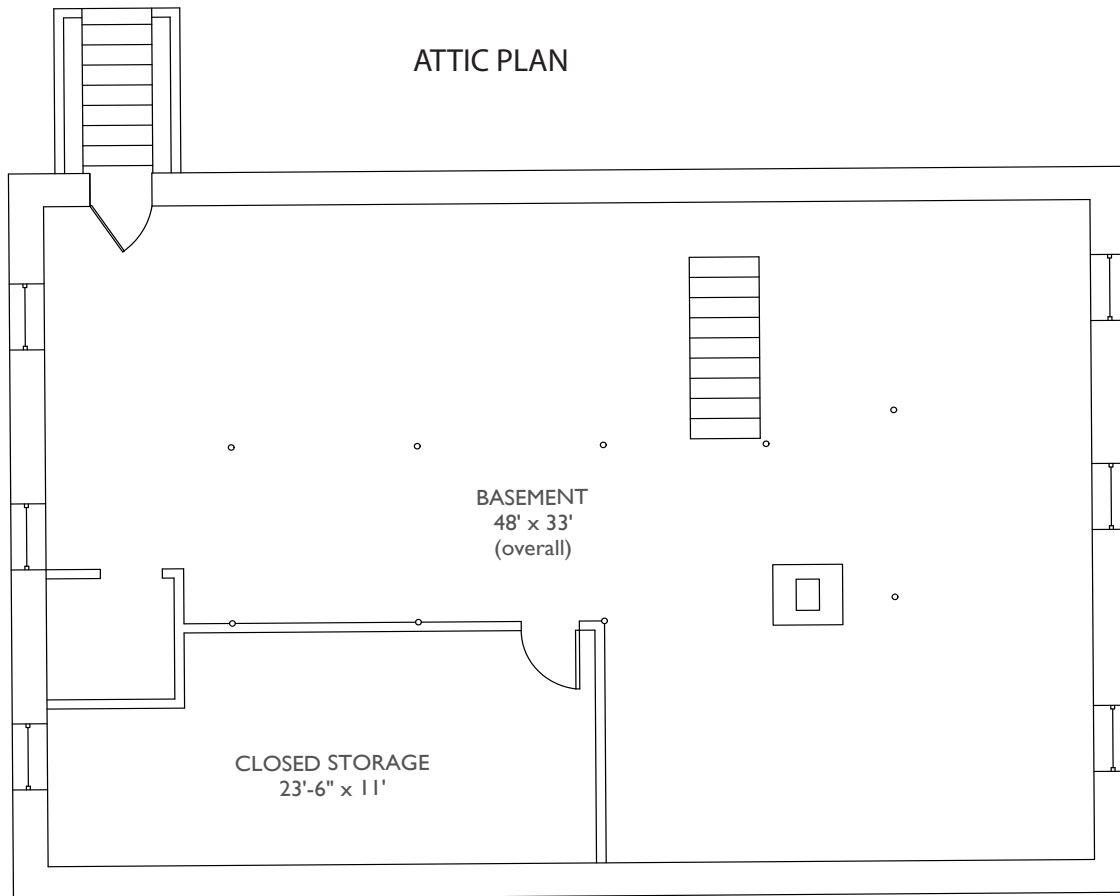 ATTIC PLAN
BASEMENT
48' x 33'
(overall)
CLOSED STORAGE
23'-6" x 11'